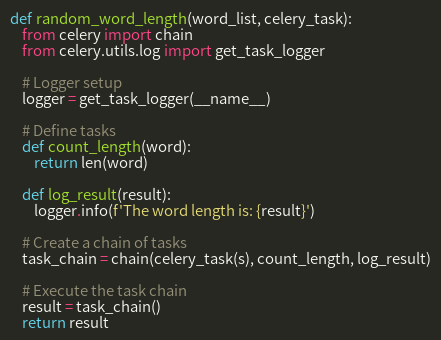 def random_word_length(word_list, celery_task):
from celery import chain
from celery.utils.log import get_task_logger
# Logger setup
logger = get_task_logger(__name__)
# Define tasks
def count_length(word):
return len(word)
def log_result(result):
logger.info(f'The word length is: {result}')
# Create a chain of tasks
task_chain = chain(celery_task(s), count_length, log_result)
# Execute the task chain
result = task_chain()
return result